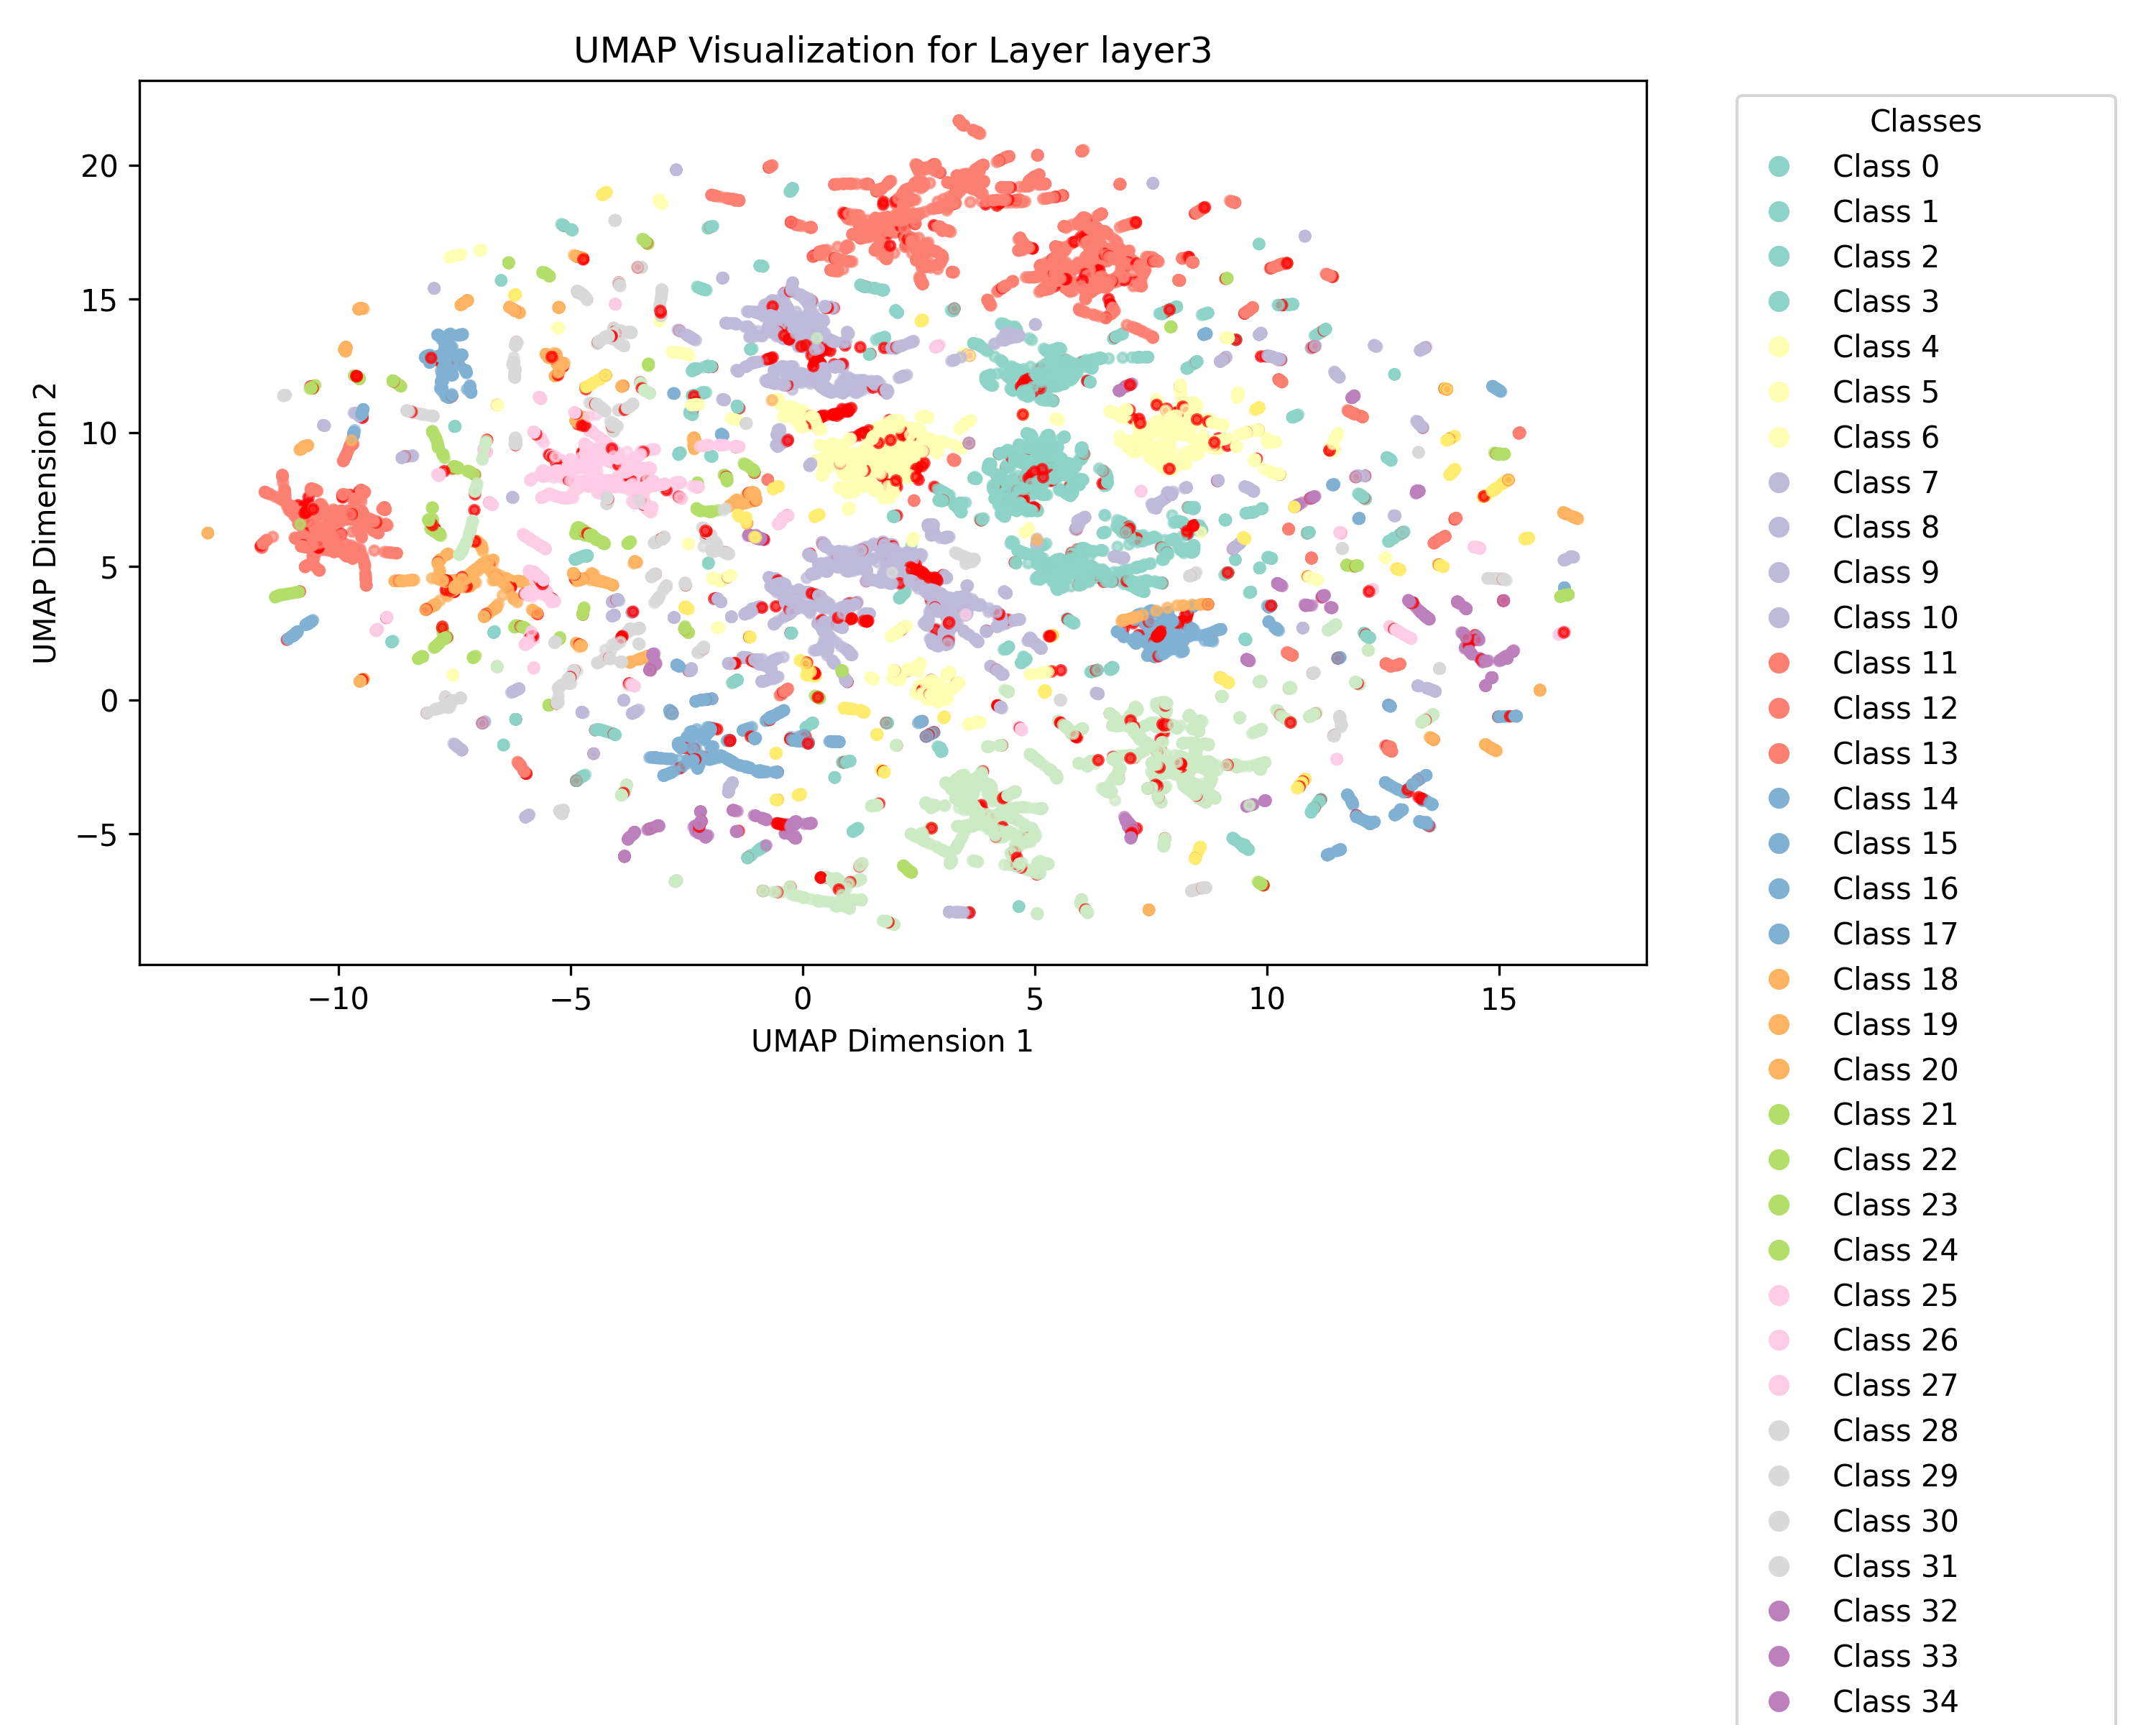 UMAP Visualization for Layer layer3
UMAP Dimension 2
20
15
10
5
0
−5
−10
−5
0
5
10
15
UMAP Dimension 1
Classes
Class 0
Class 1
Class 2
Class 3
Class 4
Class 5
Class 6
Class 7
Class 8
Class 9
Class 10
Class 11
Class 12
Class 13
Class 14
Class 15
Class 16
Class 17
Class 18
Class 19
Class 20
Class 21
Class 22
Class 23
Class 24
Class 25
Class 26
Class 27
Class 28
Class 29
Class 30
Class 31
Class 32
Class 33
Class 34